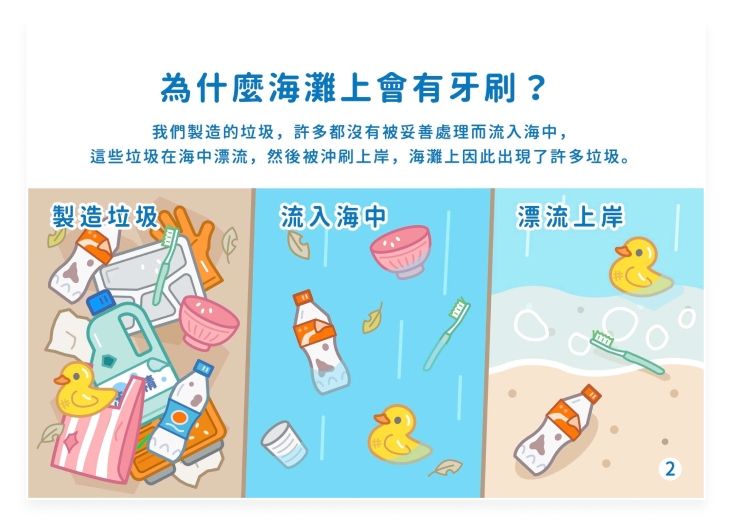 為什麼海灘上會有牙刷？
我們製造的垃圾，許多都沒有被妥善處理而流入海中，
這些垃圾在海中漂流，然後被沖刷上岸，海灘上因此出現了許多垃圾。
製造垃圾
流入海中
漂流上岸
精
2